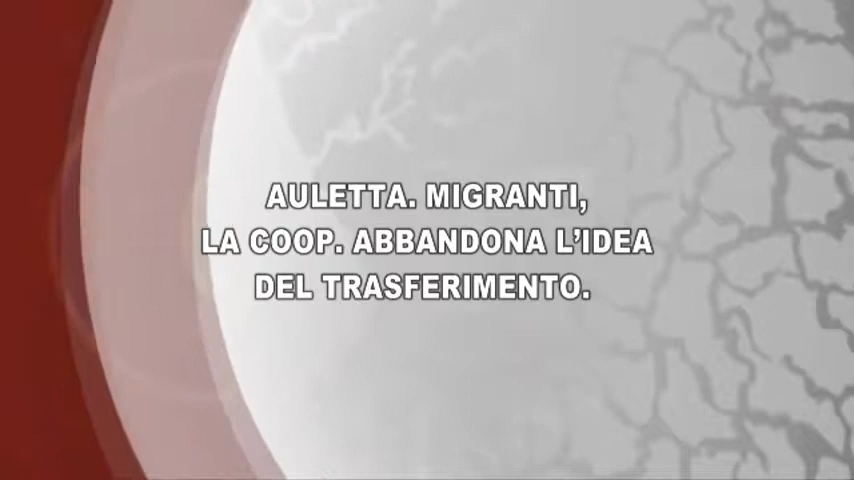 AULETTA. MIGRANTI,
LA COOP. ABBANDONA L'IDEA
DEL TRASFERIMENTO.